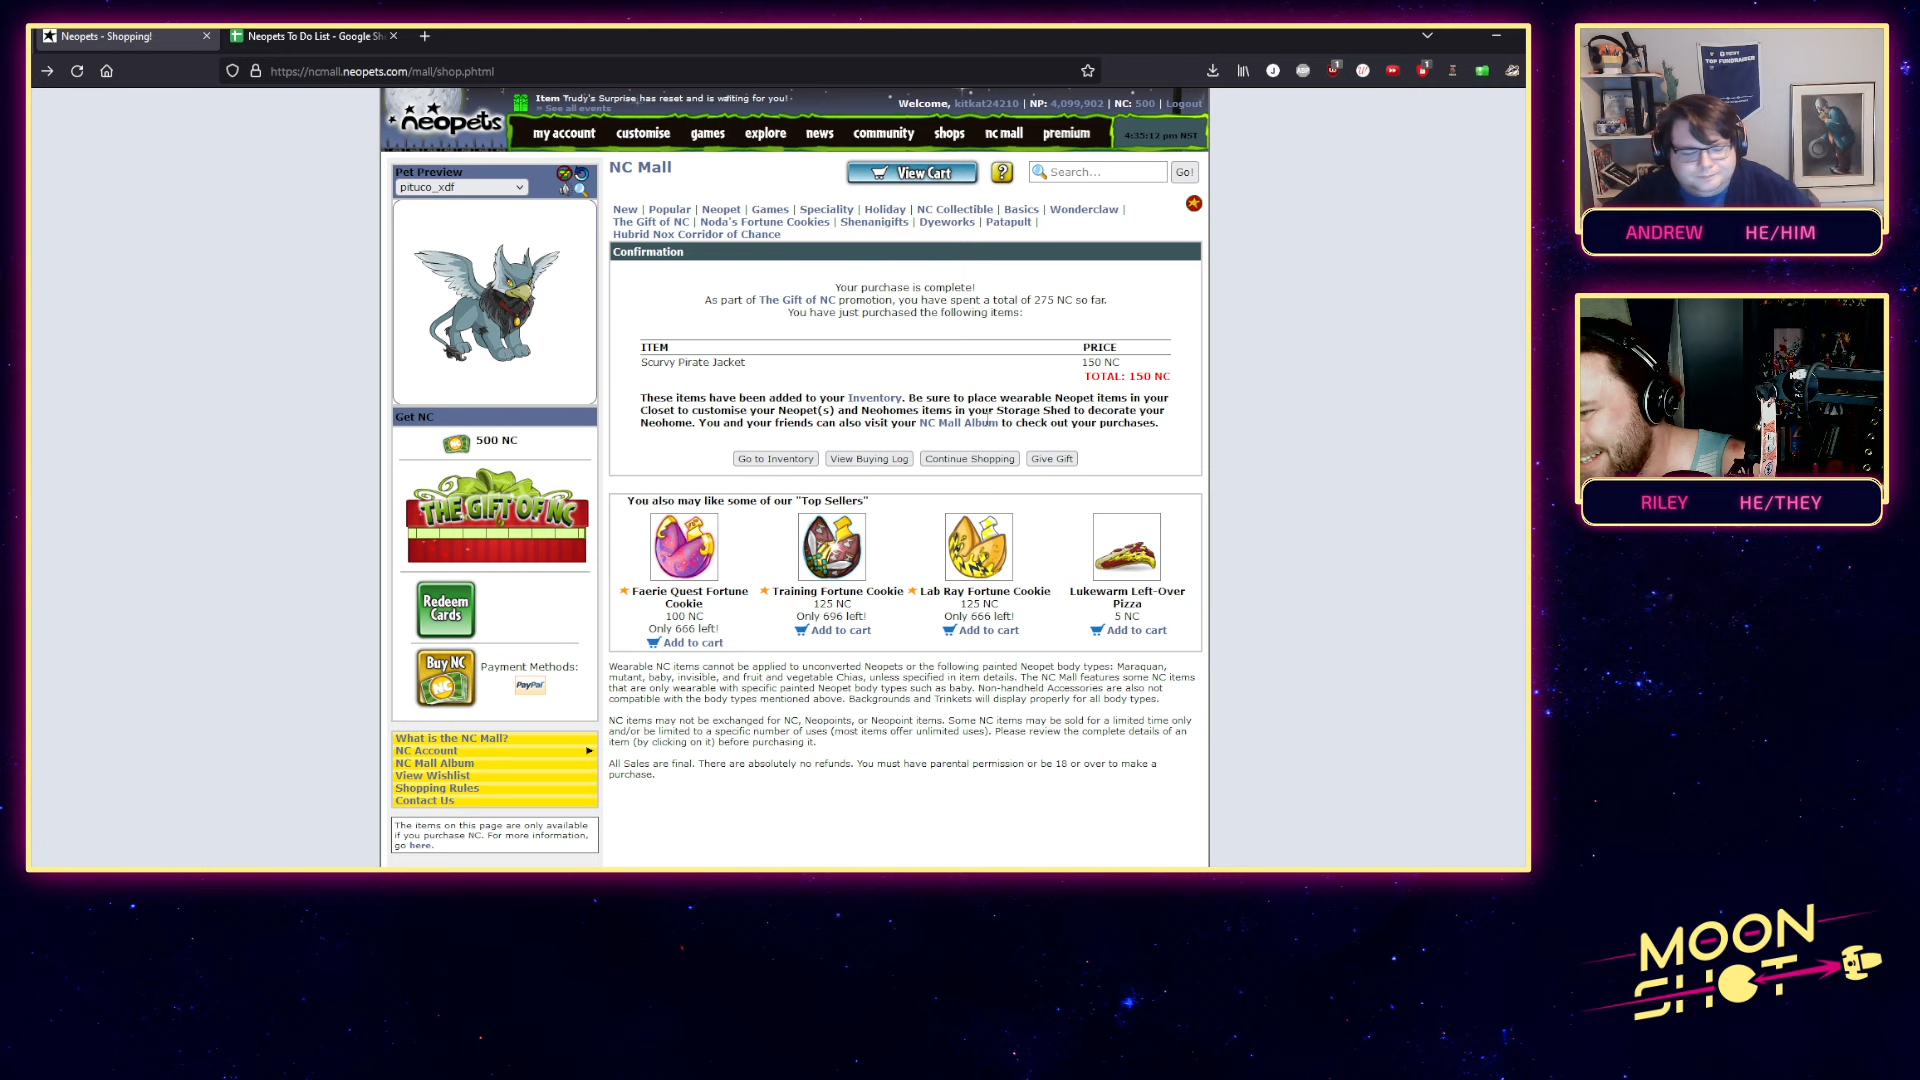 Neopets - Shopping!
Neopets To Do List - Google Sh
https://ncmall.neopets.com/mall/shop.phtml
1
1
Item Trudy's Surprise has reset and is waiting for you!
» See all events
Welcome, kitkat24210 | NP: 4,099,902 | NC: 500 | Logout
neopets
my account
customise
games
explore
news
community
shops
nc mall
premium
4:35:12 pm NST
Pet Preview
pituco_xdf
NC Mall
View Cart
?
Search...
Go!
New | Popular | Neopet | Games | Speciality | Holiday | NC Collectible | Basics | Wonderclaw |
The Gift of NC | Noda's Fortune Cookies | Shenanigifts | Dyeworks | Patapult |
Hubrid Nox Corridor of Chance
Confirmation
Your purchase is complete!
As part of The Gift of NC promotion, you have spent a total of 275 NC so far.
You have just purchased the following items:
ITEM PRICE
Scurvy Pirate Jacket 150 NC
TOTAL: 150 NC
These items have been added to your Inventory. Be sure to place wearable Neopet items in your
Closet to customise your Neopet(s) and Neohomes items in your Storage Shed to decorate your
Neohome. You and your friends can also visit your NC Mall Album to check out your purchases.
Go to Inventory
View Buying Log
Continue Shopping
Give Gift
Get NC
500 NC
THE GIFT OF NC
Redeem
Cards
Buy NC
NC
Payment Methods:
PayPal
You also may like some of our "Top Sellers"
Faerie Quest Fortune
Cookie
100 NC
Only 666 left!
Add to cart
Training Fortune Cookie
125 NC
Only 696 left!
Add to cart
Lab Ray Fortune Cookie
125 NC
Only 666 left!
Add to cart
Lukewarm Left-Over
Pizza
5 NC
Add to cart
Wearable NC items cannot be applied to unconverted Neopets or the following painted Neopet body types: Maraquan,
mutant, baby, invisible, and fruit and vegetable Chias, unless specified in item details. The NC Mall features some NC items
that are only wearable with specific painted Neopet body types such as baby. Non-handheld Accessories are also not
compatible with the body types mentioned above. Backgrounds and Trinkets will display properly for all body types.
NC items may not be exchanged for NC, Neopoints, or Neopoint items. Some NC items may be sold for a limited time only
and/or be limited to a specific number of uses (most items offer unlimited uses). Please review the complete details of an
item (by clicking on it) before purchasing it.
All Sales are final. There are absolutely no refunds. You must have parental permission or be 18 or over to make a
purchase.
What is the NC Mall?
NC Account
NC Mall Album
View Wishlist
Shopping Rules
Contact Us
The items on this page are only available
if you purchase NC. For more information,
go here.
TOP FUNDRAISER
ANDREW HE/HIM
RILEY HE/THEY
MOON
SHOT